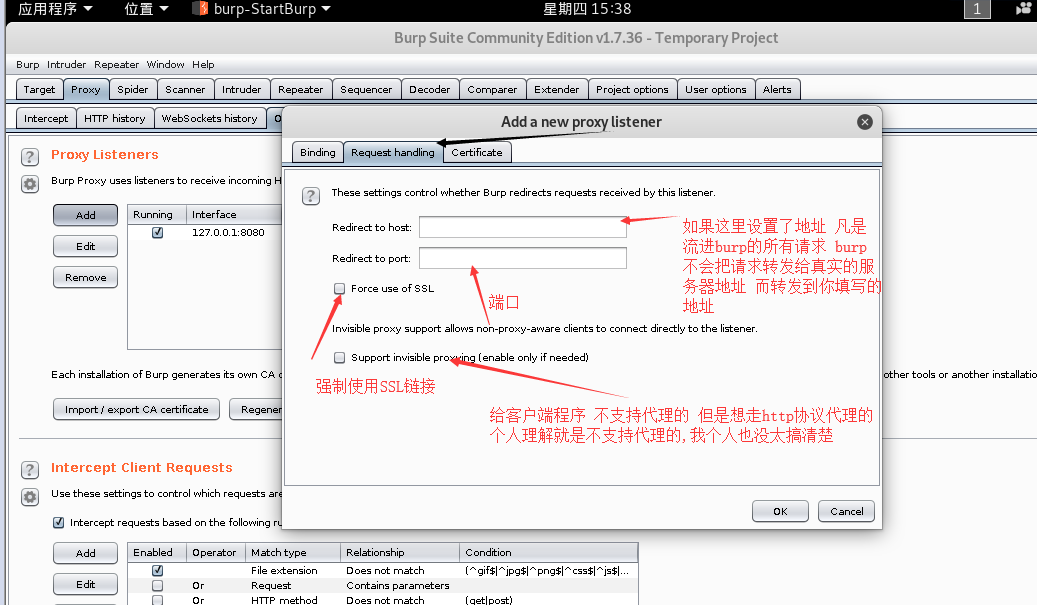 应用程序 位置 burp-StartBurp 星期四 15:38 1
Burp Suite Community Edition v1.7.36 - Temporary Project
Burp Intruder Repeater Window Help
Target Proxy Spider Scanner Intruder Repeater Sequencer Decoder Comparer Extender Project options User options Alerts
Intercept HTTP history WebSockets history
Add a new proxy listener
Binding Request handling Certificate
Proxy Listeners
Burp Proxy uses listeners to receive incoming
Add
Edit
Remove
Running Interface
127.0.0.1:8080
Each installation of Burp generates its own CA
other tools or another installatio
Import / export CA certificate Regener
? These settings control whether Burp redirects requests received by this listener.
Redirect to host:
Redirect to port:
Force use of SSL
Invisible proxy support allows non-proxy-aware clients to connect directly to the listener.
Support invisible proxying (enable only if needed)
如果这里设置了地址 凡是
流进burp的所有请求 burp
不会把请求转发给真实的服
务器地址 而转发到你填写的
地址
端口
强制使用SSL链接
给客户端程序 不支持代理的 但是想走http协议代理的
个人理解就是不支持代理的,我个人也没太搞清楚
OK Cancel
? Intercept Client Requests
Use these settings to control which requests are
Intercept requests based on the following ru
Add
Edit
Enabled Operator Match type Relationship Condition
File extension Does not match (^gif$|^jpg$|^png$|^css$|^js$|...
Or Request Contains parameters
Or HTTP method Does not match (get|post)